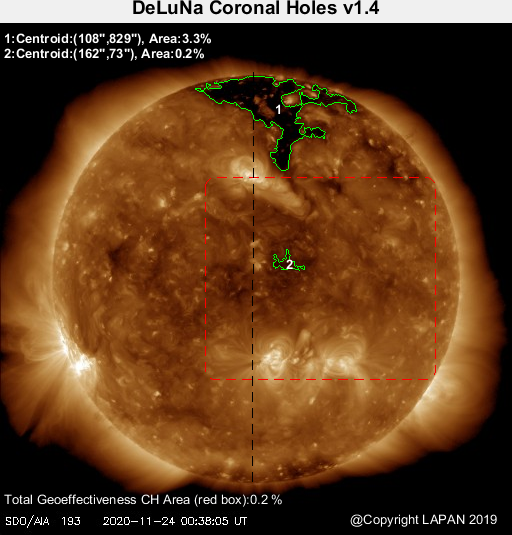 DeLuNa Coronal Holes v1.4
1:Centroid:(108",829"), Area:3.3%
2:Centroid:(162",73"), Area:0.2%
1
2
Total Geoeffectiveness CH Area (red box):0.2 %
SDO/AIA 193 2020-11-24 00:38:05 UT
@Copyright LAPAN 2019